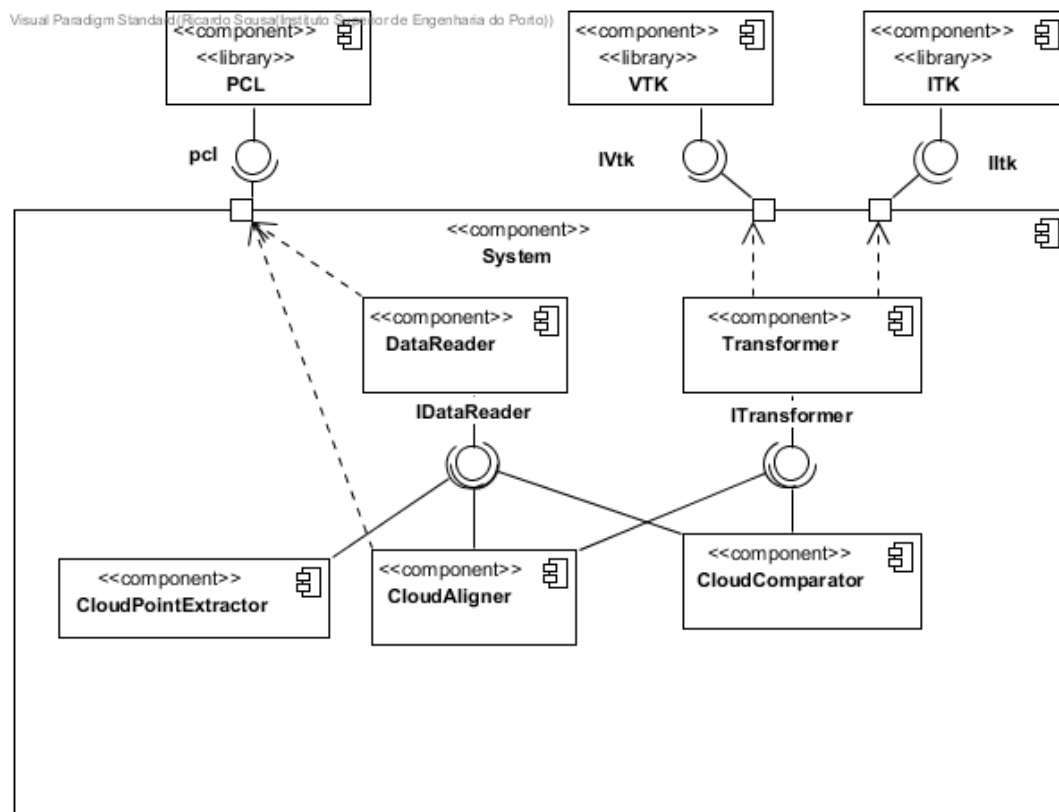 Visual Paradigm Standard(Ricardo Sousa(Instituto Superior de Engenharia do Porto))
<<component>>
<<library>>
PCL
<<component>>
<<library>>
VTK
<<component>>
<<library>>
ITK
pcl
IVtk
IItk
<<component>>
System
<<component>>
DataReader
<<component>>
Transformer
IDataReader
ITransformer
<<component>>
CloudPointExtractor
<<component>>
CloudAligner
<<component>>
CloudComparator